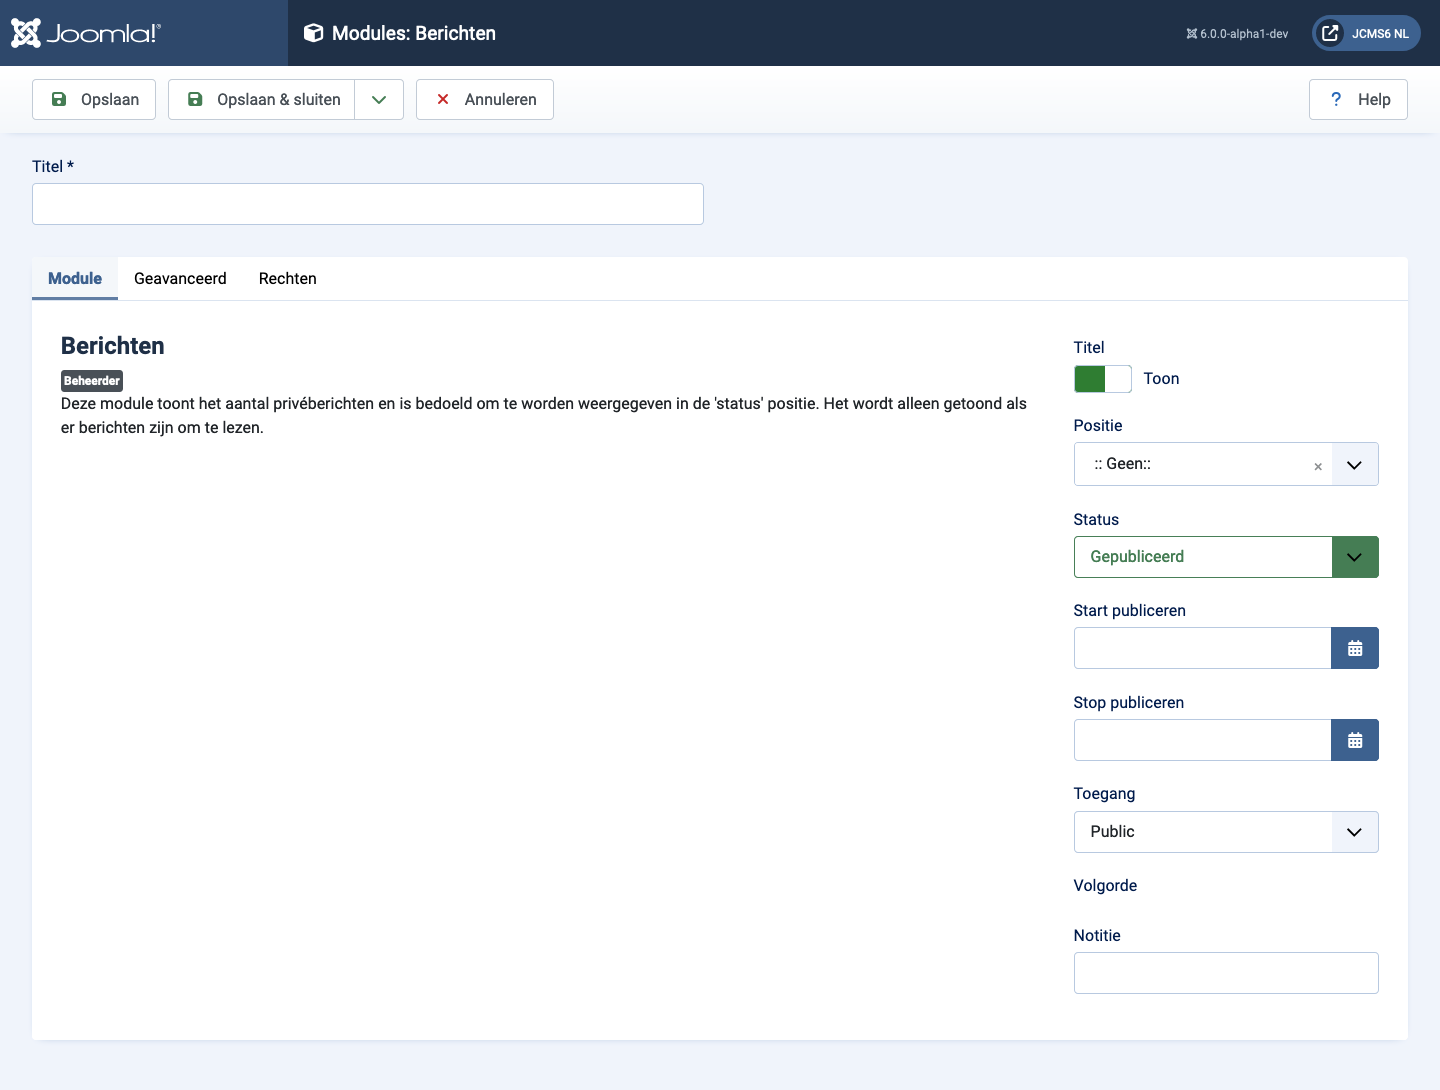 Joomla!®
Modules: Berichten
6.0.0-alpha1-dev
JCMS6 NL
Opslaan
Opslaan & sluiten
Annuleren
? Help
Titel *
Module
Geavanceerd
Rechten
Berichten
Beheerder
Deze module toont het aantal privéberichten en is bedoeld om te worden weergegeven in de 'status' positie. Het wordt alleen getoond als
er berichten zijn om te lezen.
Titel
Toon
Positie
:: Geen::
Status
Gepubliceerd
Start publiceren
Stop publiceren
Toegang
Public
Volgorde
Notitie